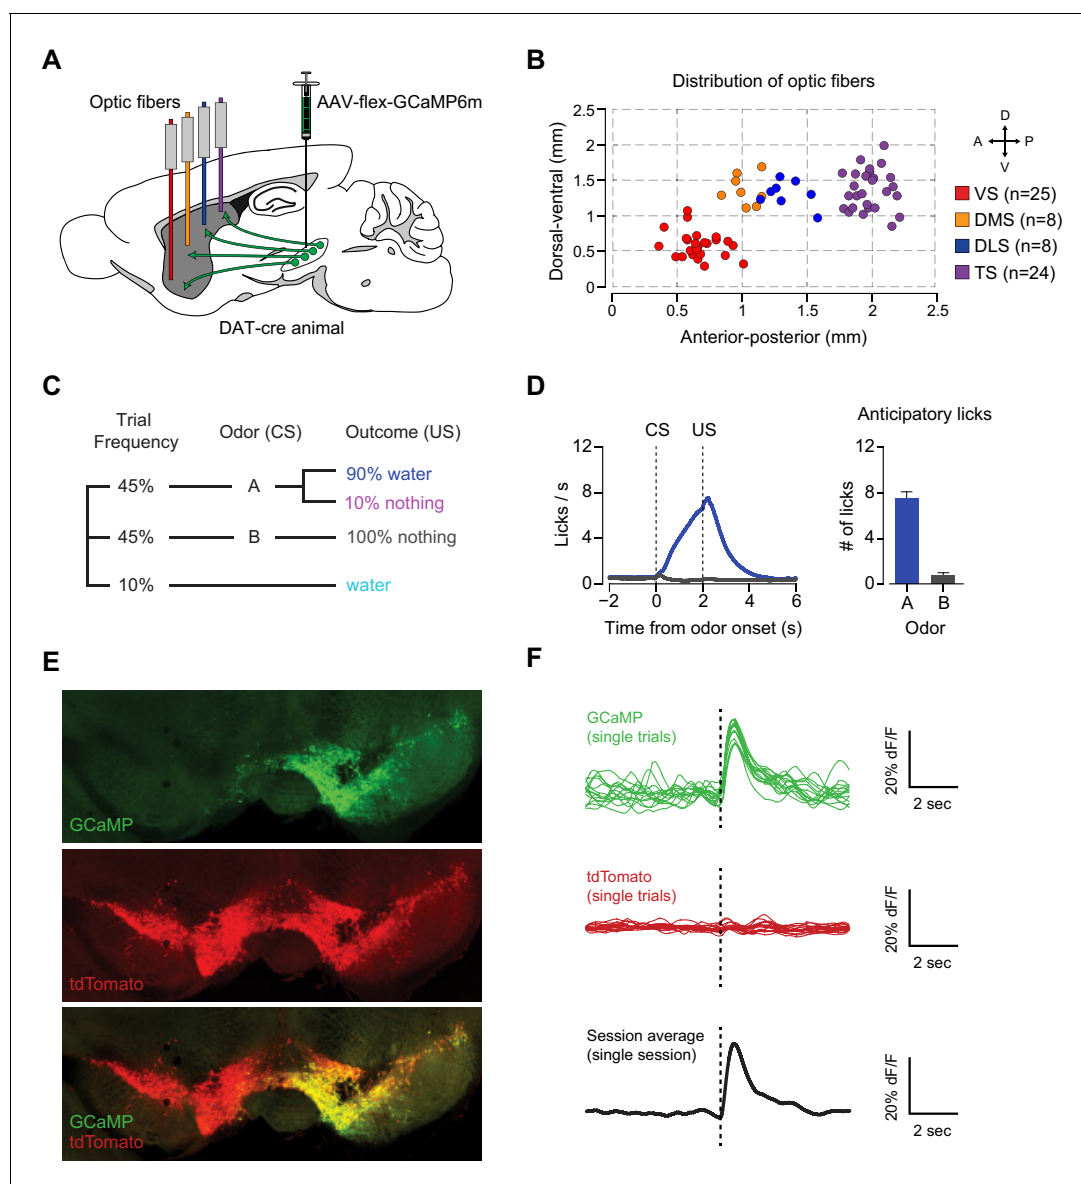 A
Optic fibers
AAV-flex-GCaMP6m
DAT-cre animal
B
Distribution of optic fibers
Dorsal-ventral (mm)
2.5
2
1.5
1
0.5
0
0
0.5
1
1.5
2
2.5
Anterior-posterior (mm)
D
A P
V
VS (n=25)
DMS (n=8)
DLS (n=8)
TS (n=24)
C
Trial
Frequency
Odor (CS)
Outcome (US)
45%
A
90% water
10% nothing
45%
B
100% nothing
10%
water
D
CS
US
Licks / s
12
8
4
0
−2
0
2
4
6
Time from odor onset (s)
Anticipatory licks
# of licks
12
8
4
0
A
B
Odor
E
GCaMP
tdTomato
GCaMP
tdTomato
F
GCaMP
(single trials)
20% dF/F
2 sec
tdTomato
(single trials)
20% dF/F
2 sec
Session average
(single session)
20% dF/F
2 sec